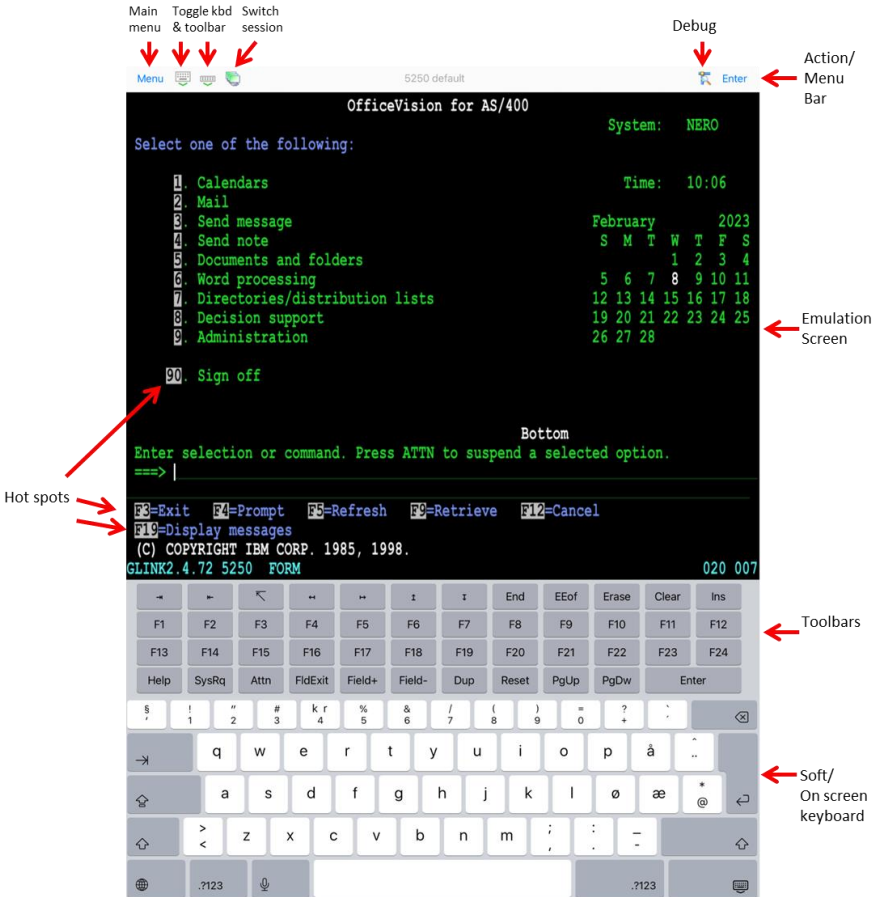 Main menu
Toggle kbd & toolbar
Switch session
Debug
Action/ Menu Bar
Menu
5250 default
Enter
OfficeVision for AS/400
System: NERO
Select one of the following:
1. Calendars
Time: 10:06
2. Mail
3. Send message
February 2023
4. Send note
S M T W T F S
5. Documents and folders
1 2 3 4
6. Word processing
5 6 7 8 9 10 11
7. Directories/distribution lists
12 13 14 15 16 17 18
8. Decision support
19 20 21 22 23 24 25
9. Administration
26 27 28
Emulation Screen
90. Sign off
Bottom
Enter selection or command. Press ATTN to suspend a selected option.
===>
Hot spots
F3=Exit F4=Prompt F5=Refresh F9=Retrieve F12=Cancel
F19=Display messages
(C) COPYRIGHT IBM CORP. 1985, 1998.
GLINK2.4.72 5250 FORM 020 007
End EEof Erase Clear Ins
F1 F2 F3 F4 F5 F6 F7 F8 F9 F10 F11 F12
Toolbars
F13 F14 F15 F16 F17 F18 F19 F20 F21 F22 F23 F24
Help SysRq Attn FldExit Field+ Field- Dup Reset PgUp PgDw Enter
§ ! " # k r % & / ( ) = ? `
' 1 2 3 4 5 6 7 8 9 0 + ´
q w e r t y u i o p å ^ ¨
a s d f g h j k l ø æ * @
Soft/ On screen keyboard
> < z x c v b n m ; , : . _ -
.?123 .?123